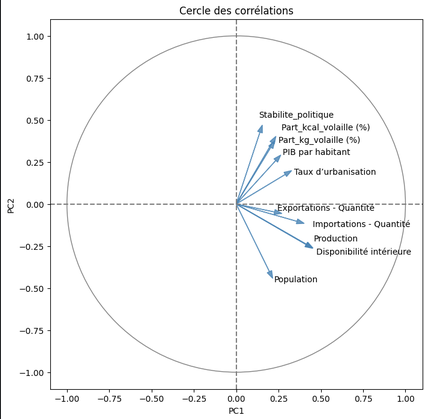 Cercle des corrélations
1.00
0.75
0.50
0.25
0.00
−0.25
−0.50
−0.75
−1.00
PC2
Stabilite_politique
Part_kcal_volaille (%)
Part_kg_volaille (%)
PIB par habitant
Taux d'urbanisation
Exportations - Quantité
Importations - Quantité
Production
Disponibilité intérieure
Population
−1.00 −0.75 −0.50 −0.25 0.00 0.25 0.50 0.75 1.00
PC1